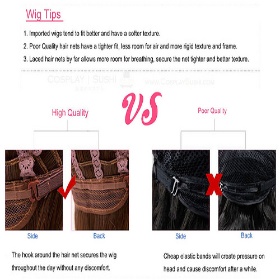 Wig Tips
1. Imported wigs tend to fit better and have a softer texture.
2. Poor Quality hair nets have a tighter fit, less room for air and more rigid texture and frame.
3. Laced hair nets by far allows more room for breathing, secure the net tighter and better texture.
High Quality
VS
Poor Quality
Side
Back
Side
Back
The hook around the hair net secures the wig
throughout the day without any discomfort.
Cheap elastic bands will create pressure on
head and cause discomfort after a while.